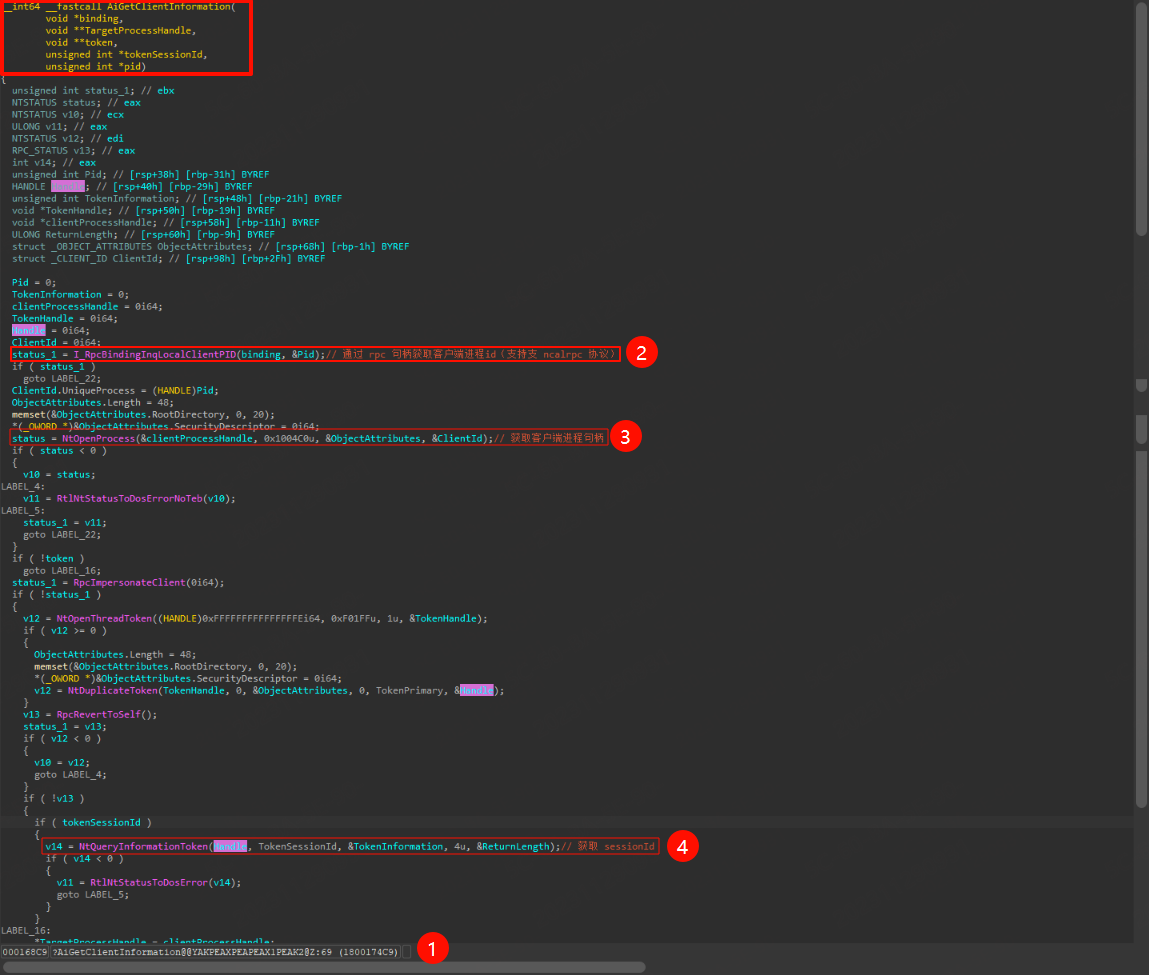 __int64 __fastcall AiGetClientInformation(
void *binding,
void **TargetProcessHandle,
void **token,
unsigned int *tokenSessionId,
unsigned int *pid)
{
unsigned int status_1; // ebx
NTSTATUS status; // eax
NTSTATUS v10; // ecx
ULONG v11; // eax
NTSTATUS v12; // edi
RPC_STATUS v13; // eax
int v14; // eax
unsigned int Pid; // [rsp+38h] [rbp-31h] BYREF
HANDLE Handle; // [rsp+40h] [rbp-29h] BYREF
unsigned int TokenInformation; // [rsp+48h] [rbp-21h] BYREF
void *TokenHandle; // [rsp+50h] [rbp-19h] BYREF
void *clientProcessHandle; // [rsp+58h] [rbp-11h] BYREF
ULONG ReturnLength; // [rsp+60h] [rbp-9h] BYREF
struct _OBJECT_ATTRIBUTES ObjectAttributes; // [rsp+68h] [rbp-1h] BYREF
struct _CLIENT_ID ClientId; // [rsp+98h] [rbp+2Fh] BYREF
Pid = 0;
TokenInformation = 0;
clientProcessHandle = 0i64;
TokenHandle = 0i64;
Handle = 0i64;
ClientId = 0i64;
status_1 = I_RpcBindingInqLocalClientPID(binding, &Pid);// 通过 rpc 句柄获取客户端进程id（支持支 ncalrpc 协议） 2
if ( status_1 )
goto LABEL_22;
ClientId.UniqueProcess = (HANDLE)Pid;
ObjectAttributes.Length = 48;
memset(&ObjectAttributes.RootDirectory, 0, 20);
*(_OWORD *)&ObjectAttributes.SecurityDescriptor = 0i64;
status = NtOpenProcess(&clientProcessHandle, 0x1004C0u, &ObjectAttributes, &ClientId);// 获取客户端进程句柄 3
if ( status < 0 )
{
v10 = status;
LABEL_4:
v11 = RtlNtStatusToDosErrorNoTeb(v10);
LABEL_5:
status_1 = v11;
goto LABEL_22;
}
if ( !token )
goto LABEL_16;
status_1 = RpcImpersonateClient(0i64);
if ( !status_1 )
{
v12 = NtOpenThreadToken((HANDLE)0xFFFFFFFFFFFFFFFEi64, 0xF01FFu, 1u, &TokenHandle);
if ( v12 >= 0 )
{
ObjectAttributes.Length = 48;
memset(&ObjectAttributes.RootDirectory, 0, 20);
*(_OWORD *)&ObjectAttributes.SecurityDescriptor = 0i64;
v12 = NtDuplicateToken(TokenHandle, 0, &ObjectAttributes, 0, TokenPrimary, &Handle);
}
v13 = RpcRevertToSelf();
status_1 = v13;
if ( v12 < 0 )
{
v10 = v12;
goto LABEL_4;
}
if ( !v13 )
{
if ( tokenSessionId )
{
v14 = NtQueryInformationToken(Handle, TokenSessionId, &TokenInformation, 4u, &ReturnLength);// 获取 sessionId 4
if ( v14 < 0 )
{
v11 = RtlNtStatusToDosError(v14);
goto LABEL_5;
}
}
LABEL_16:
*TargetProcessHandle = clientProcessHandle;
000168C9 ?AiGetClientInformation@@YAKPEAXPEAPEAX1PEAK2@Z:69 (1800174C9) 1